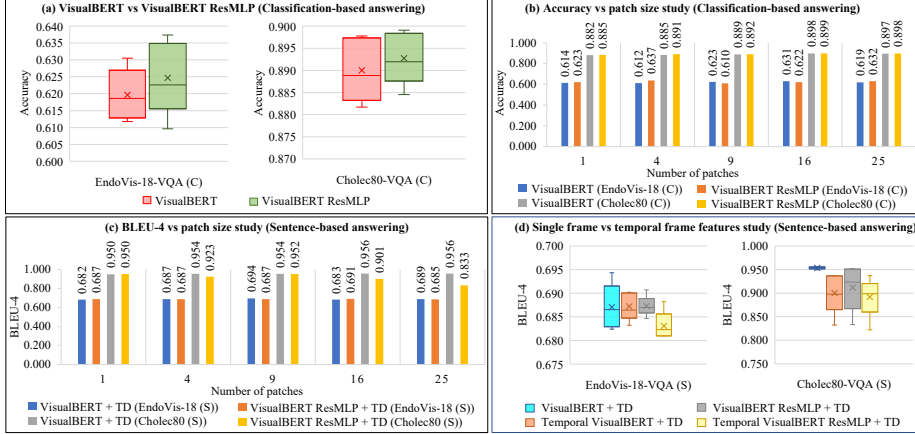 (a) VisualBERT vs VisualBERT ResMLP (Classification-based answering)
Accuracy
0.640
0.635
0.630
0.625
0.620
0.615
0.610
0.605
0.600
EndoVis-18-VQA (C)
Accuracy
0.900
0.895
0.890
0.885
0.880
0.875
0.870
Cholec80-VQA (C)
VisualBERT
VisualBERT ResMLP
(b) Accuracy vs patch size study (Classification-based answering)
Accuracy
1.000
0.800
0.600
0.400
0.200
0.000
0.614 0.623 0.882 0.885
0.612 0.637 0.885 0.891
0.623 0.610 0.889 0.892
0.631 0.622 0.898 0.899
0.619 0.632 0.897 0.898
1 4 9 16 25
Number of patches
VisualBERT (EndoVis-18 (C))
VisualBERT ResMLP (EndoVis-18 (C))
VisualBERT (Cholec80 (C))
VisualBERT ResMLP (Cholec80 (C))
(c) BLEU-4 vs patch size study (Sentence-based answering)
BLEU-4
1.000
0.800
0.600
0.400
0.200
0.000
0.682 0.687 0.950 0.950
0.687 0.687 0.954 0.923
0.694 0.687 0.954 0.952
0.683 0.691 0.956 0.901
0.689 0.685 0.956 0.833
1 4 9 16 25
Number of patches
VisualBERT + TD (EndoVis-18 (S))
VisualBERT ResMLP + TD (EndoVis-18 (S))
VisualBERT + TD (Cholec80 (S))
VisualBERT ResMLP + TD (Cholec80 (S))
(d) Single frame vs temporal frame features study (Sentence-based answering)
BLEU-4
0.700
0.695
0.690
0.685
0.680
EndoVis-18-VQA (S)
BLEU-4
1.000
0.950
0.900
0.850
0.800
0.750
Cholec80-VQA (S)
VisualBERT + TD
VisualBERT ResMLP + TD
Temporal VisualBERT + TD
Temporal VisualBERT ResMLP + TD